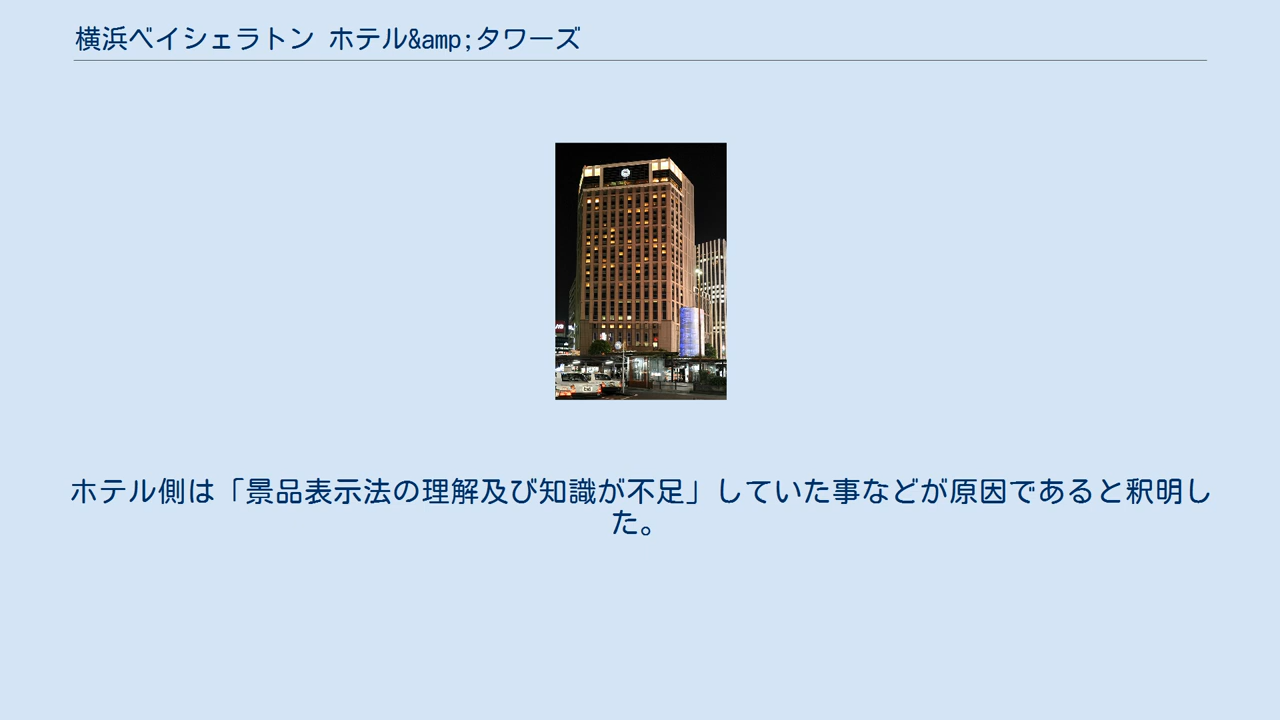 横浜ベイシェラトン ホテル&amp;タワーズ
ホテル側は「景品表示法の理解及び知識が不足」していた事などが原因であると釈明し
た。